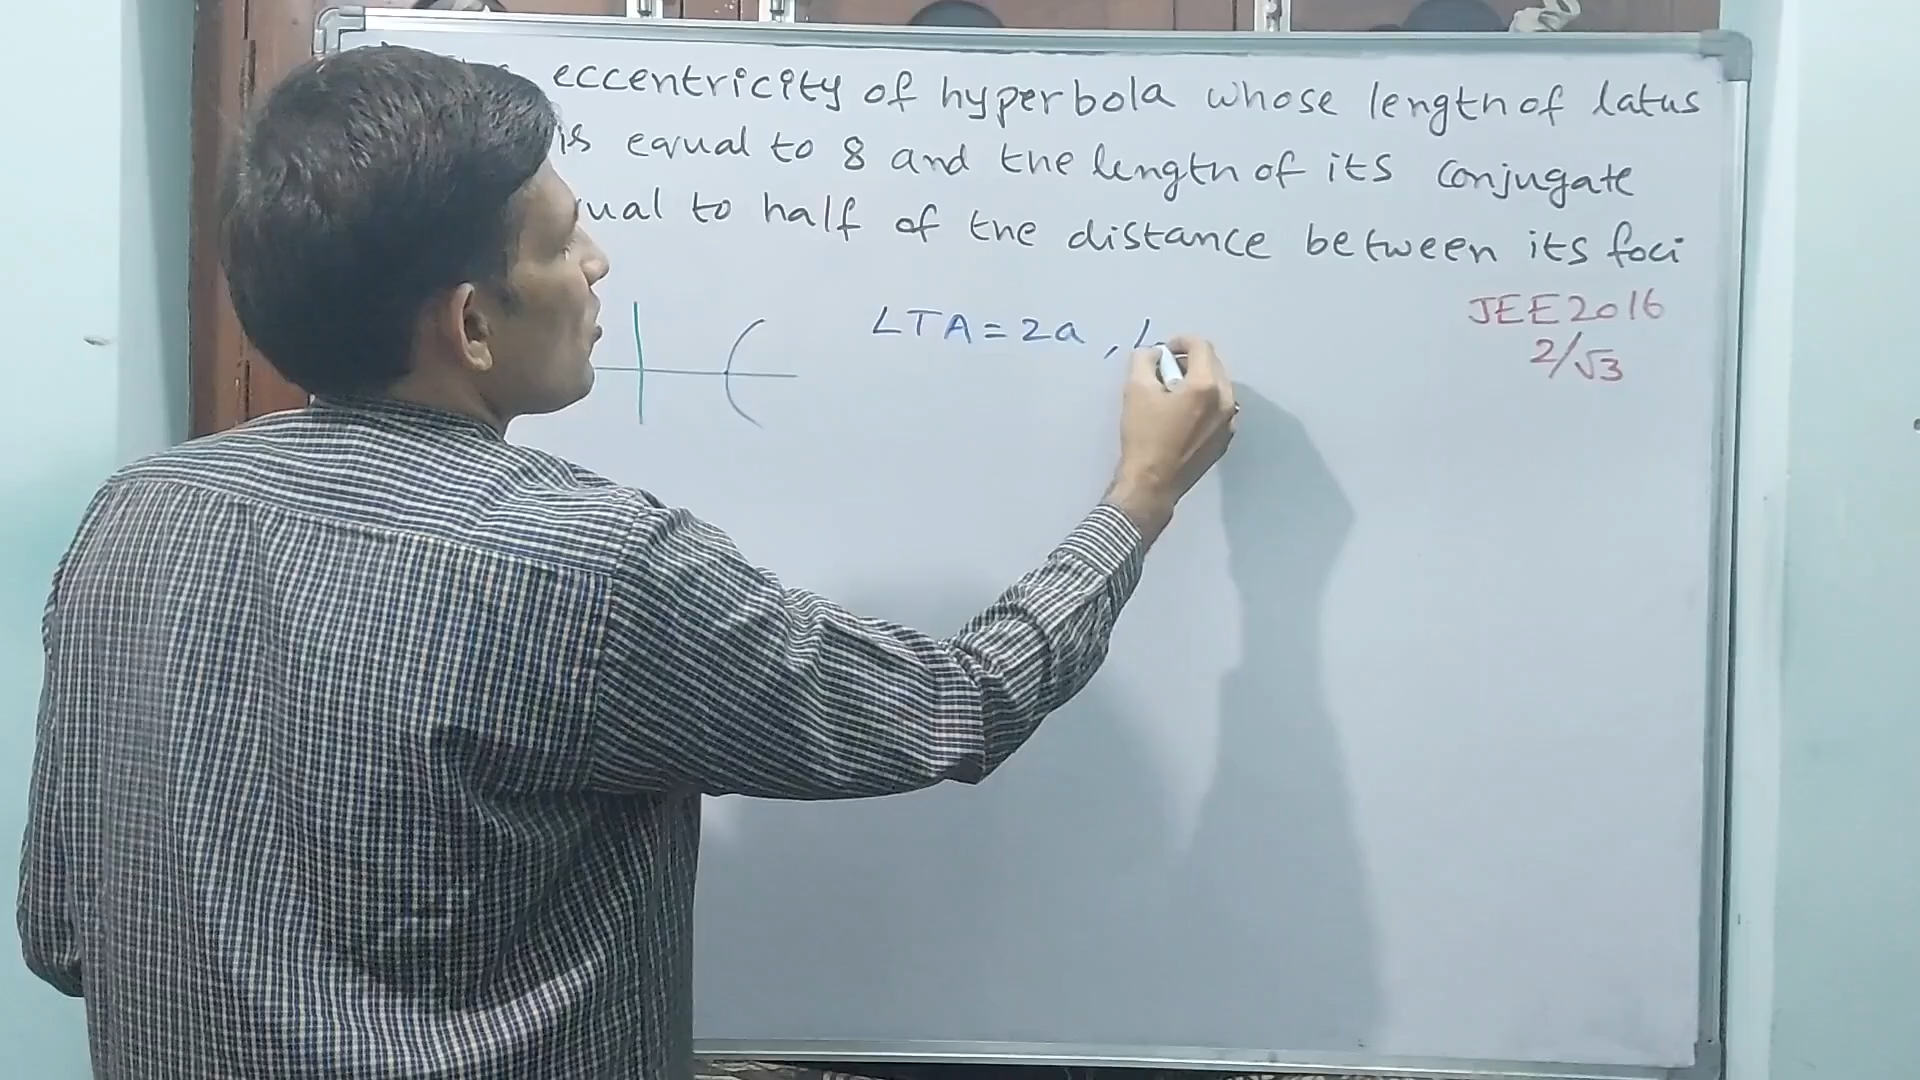 eccentricity of hyperbola whose length of latus
is equal to 8 and the length of its conjugate
ual to half of the distance between its foci
JEE 2016
2/√3
LTA = 2a , L